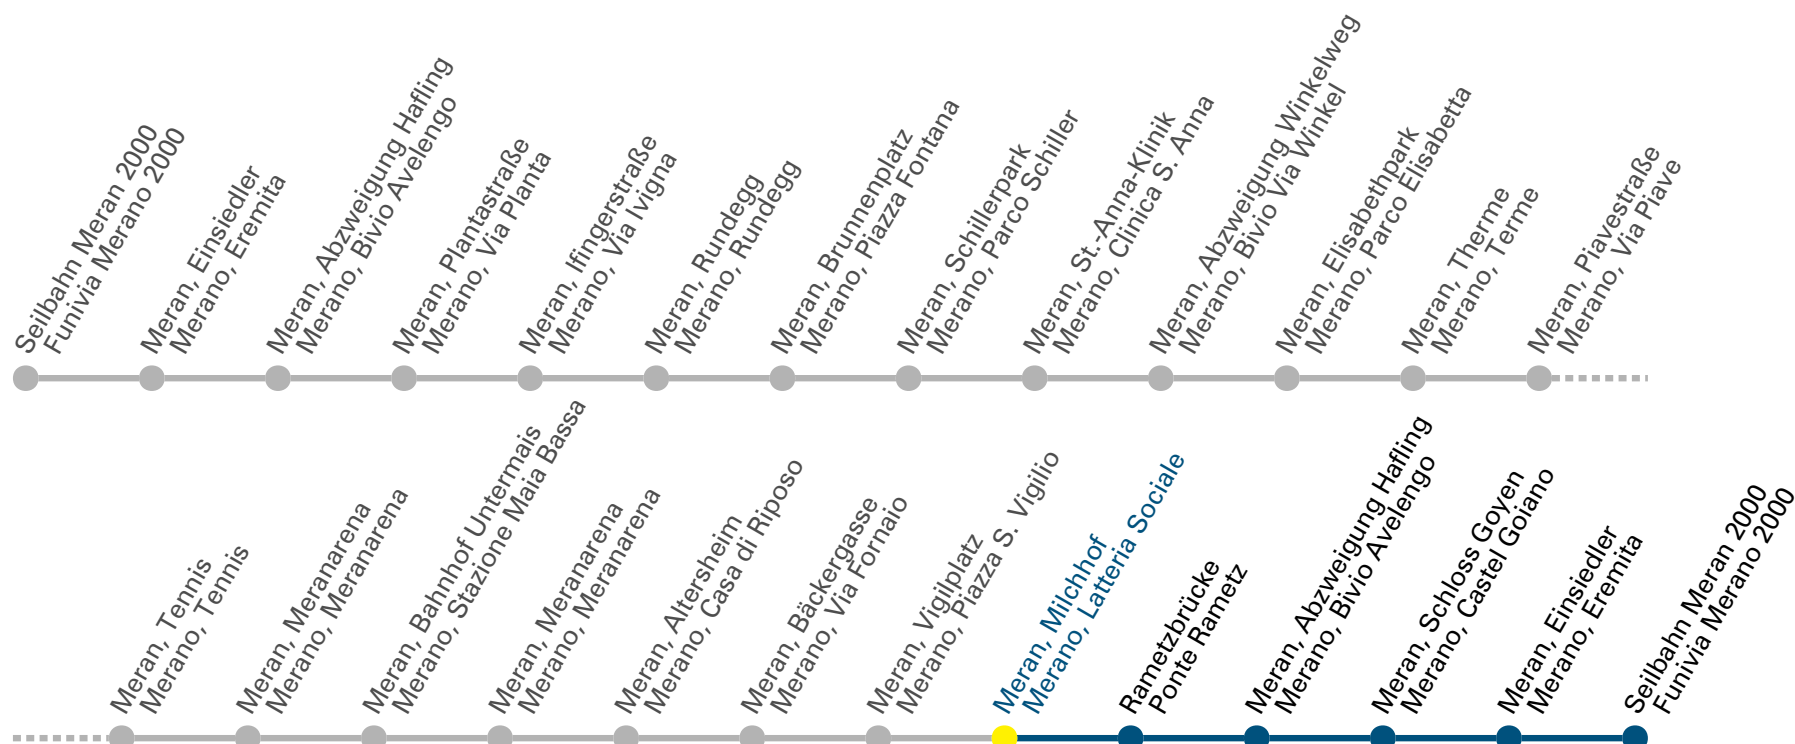 Seilbahn Meran 2000
Funivia Merano 2000
Meran, Einsiedler
Merano, Eremita
Meran, Abzweigung Hafling
Merano, Bivio Avelengo
Meran, Plantastraße
Merano, Via Planta
Meran, Ifingerstraße
Merano, Via Ivigna
Meran, Rundegg
Merano, Rundegg
Meran, Brunnenplatz
Merano, Piazza Fontana
Meran, Schillerpark
Merano, Parco Schiller
Meran, St.-Anna-Klinik
Merano, Clinica S. Anna
Meran, Abzweigung Winkelweg
Merano, Bivio Via Winkel
Meran, Elisabethpark
Merano, Parco Elisabetta
Meran, Therme
Merano, Terme
Meran, Piavestraße
Merano, Via Piave
Meran, Tennis
Merano, Tennis
Meran, Meranarena
Merano, Meranarena
Meran, Bahnhof Untermais
Merano, Stazione Maia Bassa
Meran, Meranarena
Merano, Meranarena
Meran, Altersheim
Merano, Casa di Riposo
Meran, Bäckergasse
Merano, Via Fornaio
Meran, Vigilplatz
Merano, Piazza S. Vigilio
Meran, Milchhof
Merano, Latteria Sociale
Rametzbrücke
Ponte Rametz
Meran, Abzweigung Hafling
Merano, Bivio Avelengo
Meran, Schloss Goyen
Merano, Castel Goiano
Meran, Einsiedler
Merano, Eremita
Seilbahn Meran 2000
Funivia Merano 2000